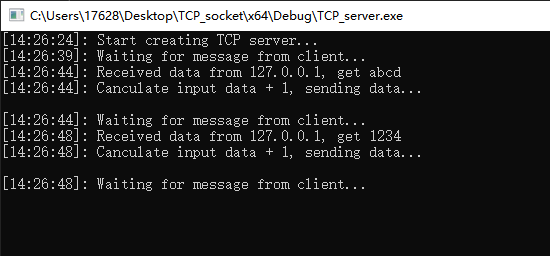 C:\Users\17628\Desktop\TCP_socket\x64\Debug\TCP_server.exe
[14:26:24]: Start creating TCP server...
[14:26:39]: Waiting for message from client...
[14:26:44]: Received data from 127.0.0.1, get abcd
[14:26:44]: Canculate input data + 1, sending data...
[14:26:44]: Waiting for message from client...
[14:26:48]: Received data from 127.0.0.1, get 1234
[14:26:48]: Canculate input data + 1, sending data...
[14:26:48]: Waiting for message from client...